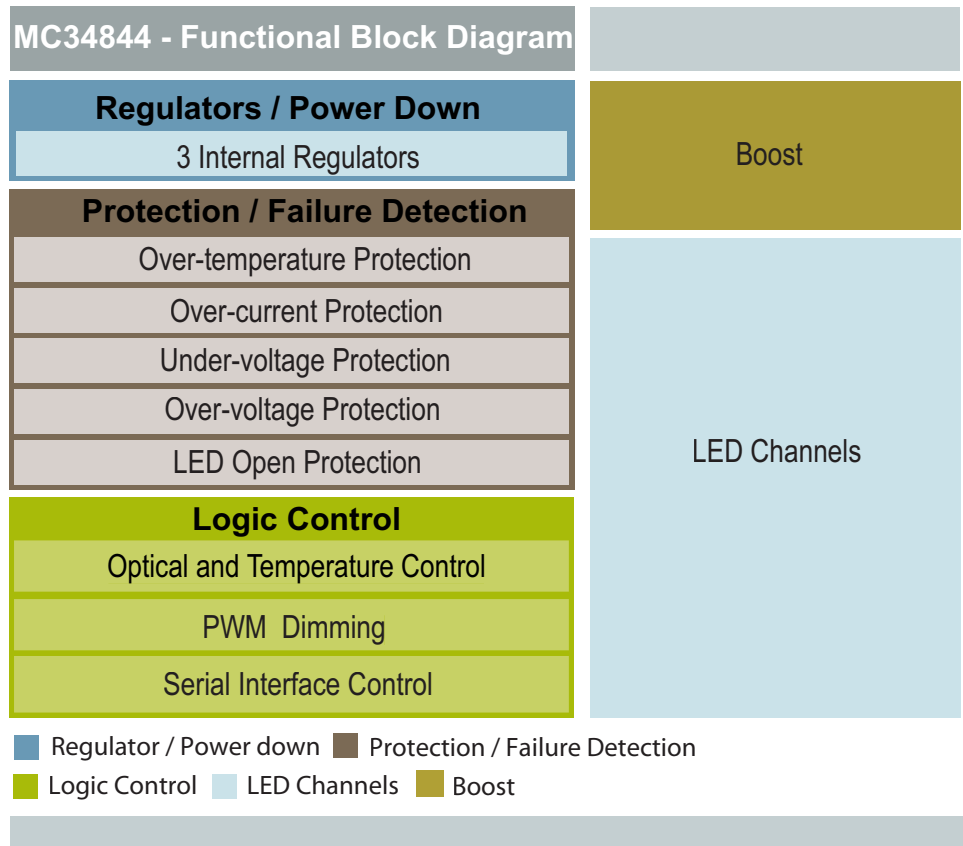 MC34844 - Functional Block Diagram
Regulators / Power Down
3 Internal Regulators
Protection / Failure Detection
Over-temperature Protection
Over-current Protection
Under-voltage Protection
Over-voltage Protection
LED Open Protection
Logic Control
Optical and Temperature Control
PWM Dimming
Serial Interface Control
Boost
LED Channels
Regulator / Power down Protection / Failure Detection
Logic Control LED Channels Boost